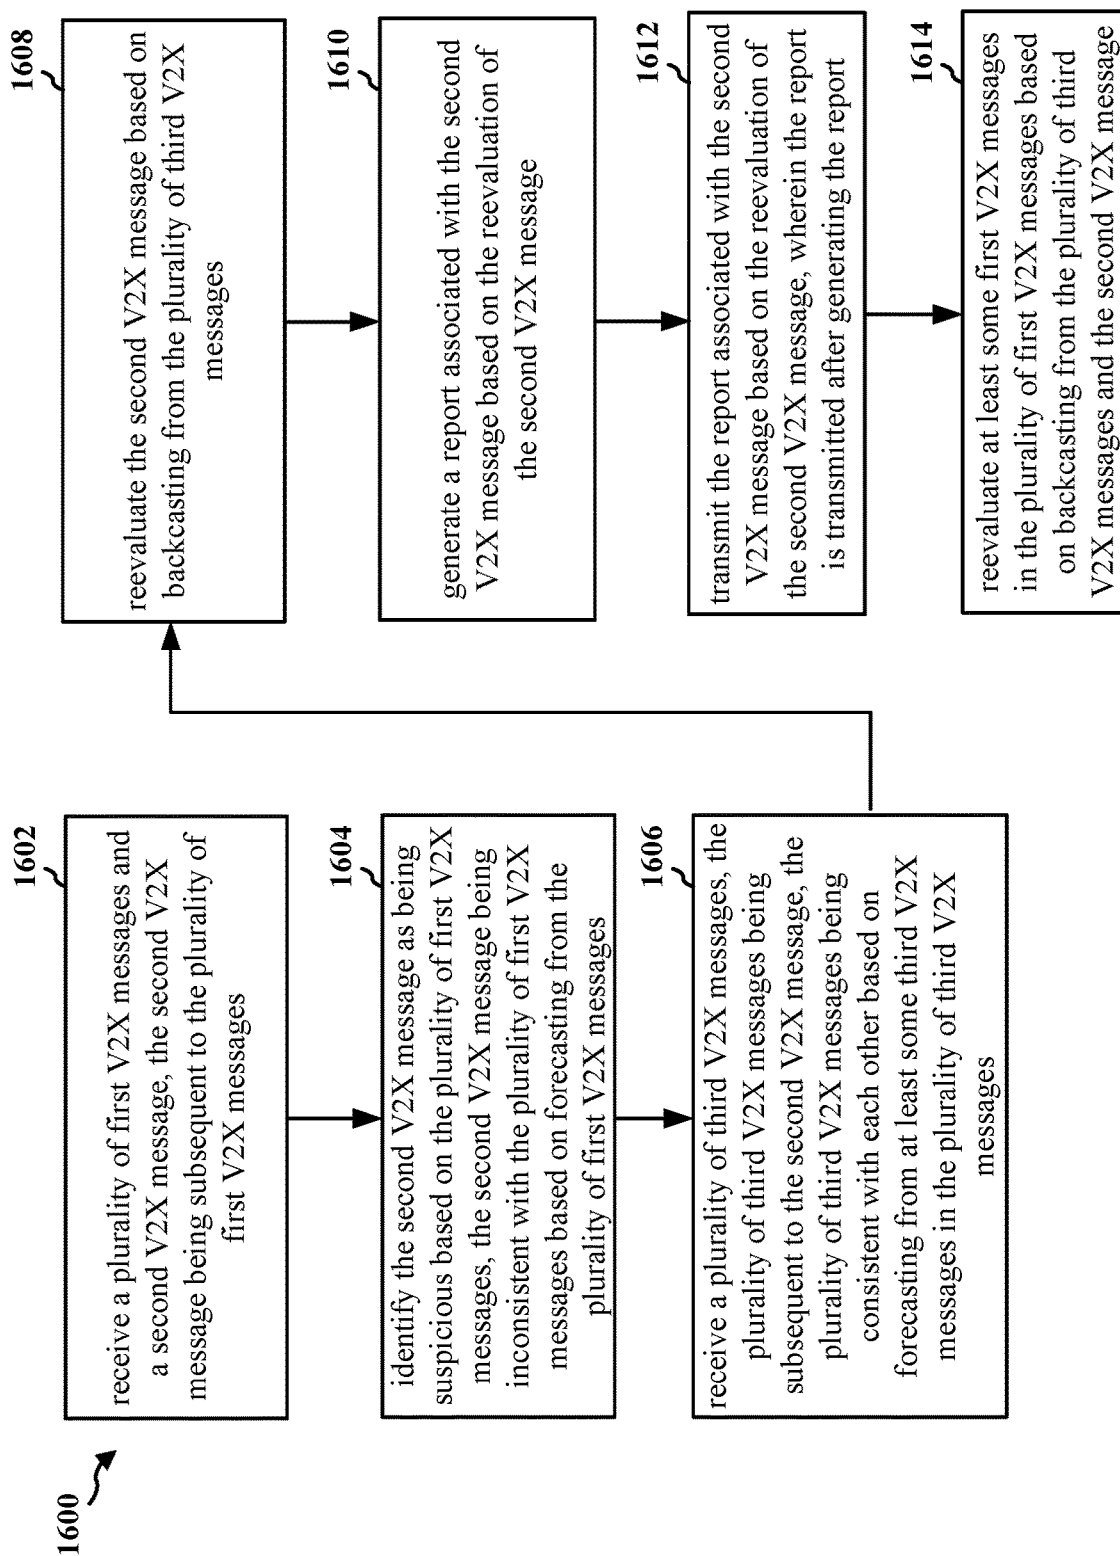 1600
1602
receive a plurality of first V2X messages and
a second V2X message, the second V2X
message being subsequent to the plurality of
first V2X messages
1604
identify the second V2X message as being
suspicious based on the plurality of first V2X
messages, the second V2X message being
inconsistent with the plurality of first V2X
messages based on forecasting from the
plurality of first V2X messages
1606
receive a plurality of third V2X messages, the
plurality of third V2X messages being
subsequent to the second V2X message, the
plurality of third V2X messages being
consistent with each other based on
forecasting from at least some third V2X
messages in the plurality of third V2X
messages
1608
reevaluate the second V2X message based on
backcasting from the plurality of third V2X
messages
1610
generate a report associated with the second
V2X message based on the reevaluation of
the second V2X message
1612
transmit the report associated with the second
V2X message based on the reevaluation of
the second V2X message, wherein the report
is transmitted after generating the report
1614
reevaluate at least some first V2X messages
in the plurality of first V2X messages based
on backcasting from the plurality of third
V2X messages and the second V2X message